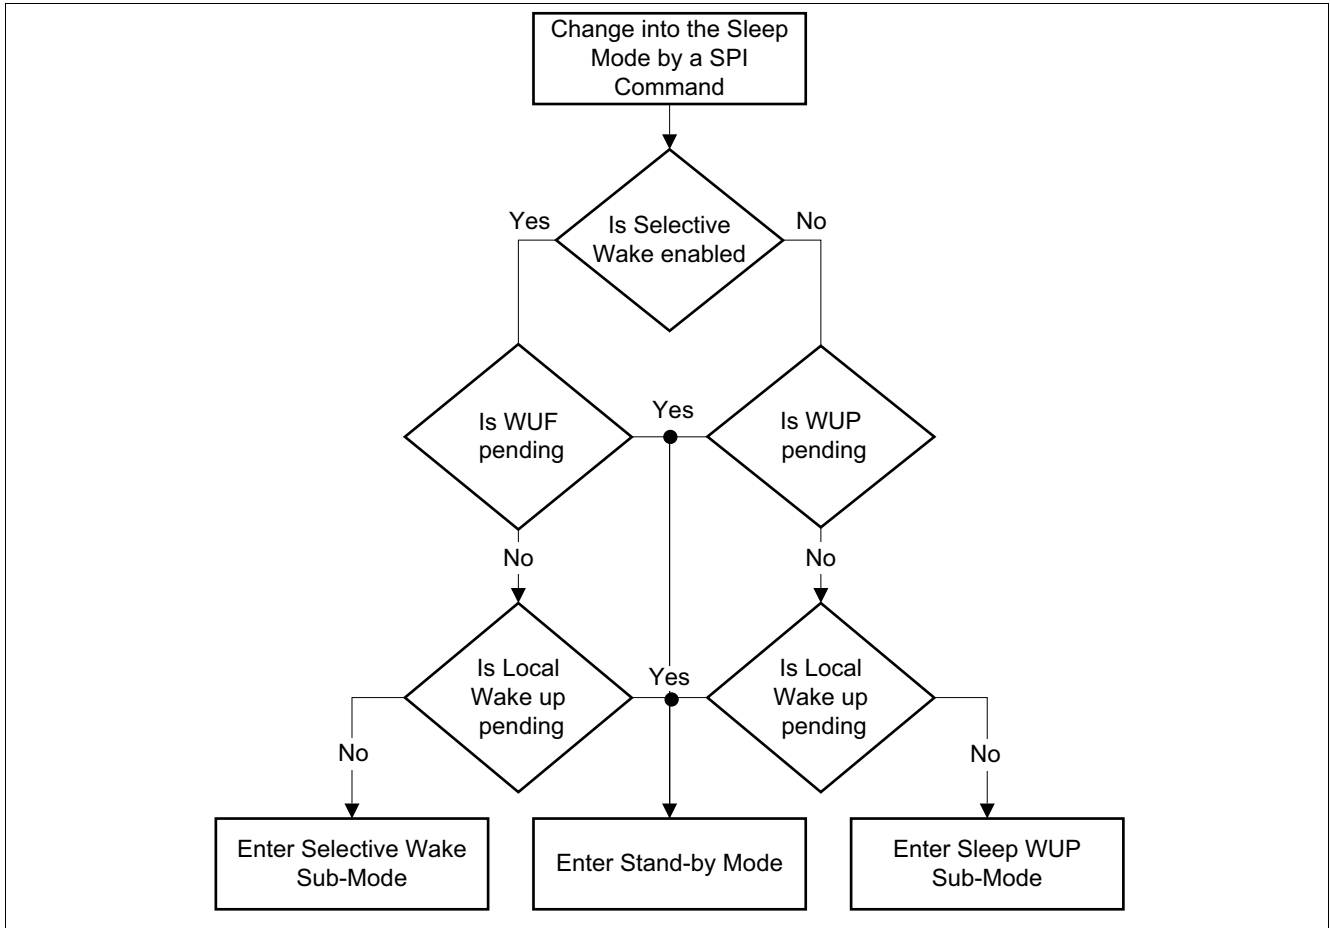 Change into the Sleep
Mode by a SPI
Command
Yes
No
Is Selective
Wake enabled
Is WUF
pending
Yes
Is WUP
pending
No
No
Is Local
Wake up
pending
Yes
Is Local
Wake up
pending
No
No
Enter Selective Wake
Sub-Mode
Enter Stand-by Mode
Enter Sleep WUP
Sub-Mode